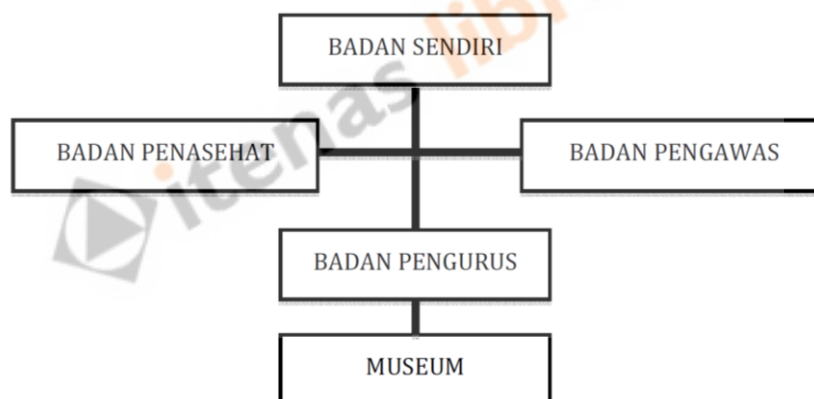 BADAN SENDIRI
BADAN PENASEHAT
BADAN PENGAWAS
BADAN PENGURUS
MUSEUM
itenas